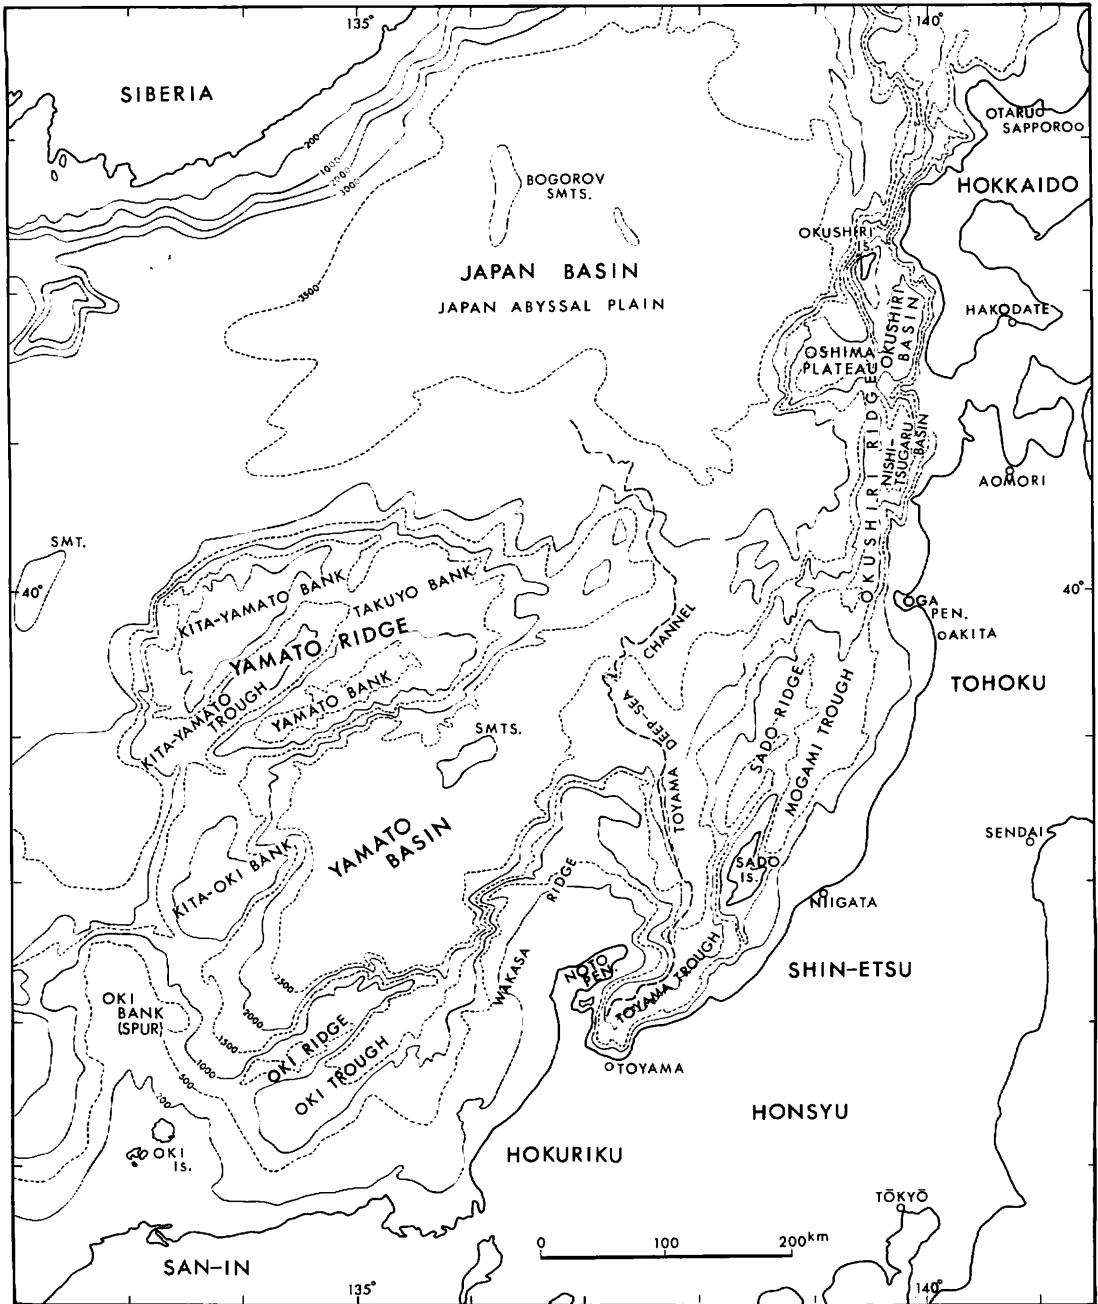 135°
140°
SIBERIA
200
1000
2000
3000
OTARU
SAPPORO
BOGOROV
SMTS.
HOKKAIDO
OKUSHIRI
IS.
JAPAN BASIN
JAPAN ABYSSAL PLAIN
3500
HAKODATE
OKUSHIRI
BASIN
OSHIMA
PLATEAU
OKUSHIRI RIDGE
NISHI-
TSUGARU
BASIN
AOMORI
SMT.
40°
40°
KITA-YAMATO BANK
TAKUYO BANK
YAMATO RIDGE
KITA-YAMATO
TROUGH
YAMATO BANK
OGA
PEN.
AKITA
TOHOKU
TOYAMA DEEP-SEA CHANNEL
SADO RIDGE
MOGAMI TROUGH
SMTS.
YAMATO
BASIN
SENDAI
KITA-OKI BANK
SADO
IS.
NIIGATA
WAKASA RIDGE
NOTO
PEN.
TOYAMA TROUGH
SHIN-ETSU
2500
2000
1500
1000
500
200
OKI
BANK
(SPUR)
OKI RIDGE
OKI TROUGH
TOYAMA
HONSYU
OKI
IS.
HOKURIKU
TŌKYŌ
0 100 200km
SAN-IN
135°
140°